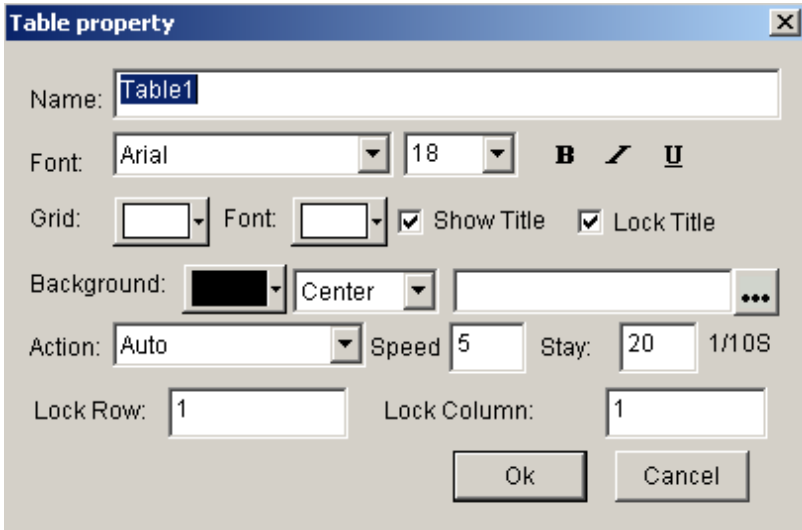 Table property
Name: Table1
Font: Arial 18 B I U
Grid: Font: Show Title Lock Title
Background: Center ...
Action: Auto Speed 5 Stay: 20 1/10S
Lock Row: 1 Lock Column: 1
Ok Cancel